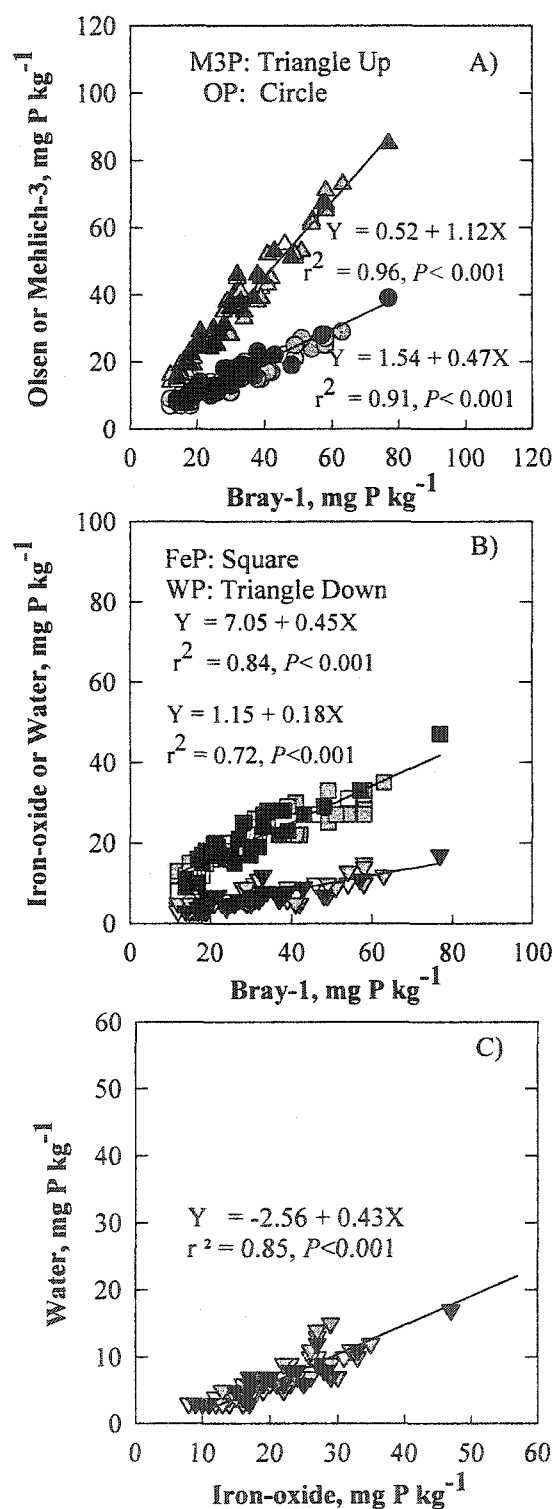 120
100
80
60
40
20
0
Olsen or Mehlich-3, mg P kg⁻¹
M3P: Triangle Up
OP: Circle
A)
Y = 0.52 + 1.12X
r² = 0.96, P< 0.001
Y = 1.54 + 0.47X
r² = 0.91, P< 0.001
0 20 40 60 80 100 120
Bray-1, mg P kg⁻¹
100
80
60
40
20
0
Iron-oxide or Water, mg P kg⁻¹
B)
FeP: Square
WP: Triangle Down
Y = 7.05 + 0.45X
r² = 0.84, P< 0.001
Y = 1.15 + 0.18X
r² = 0.72, P<0.001
20 40 60 80 100
Bray-1, mg P kg⁻¹
60
50
40
30
20
10
0
Water, mg P kg⁻¹
C)
Y = -2.56 + 0.43X
r ² = 0.85, P<0.001
0 10 20 30 40 50 60
Iron-oxide, mg P kg⁻¹